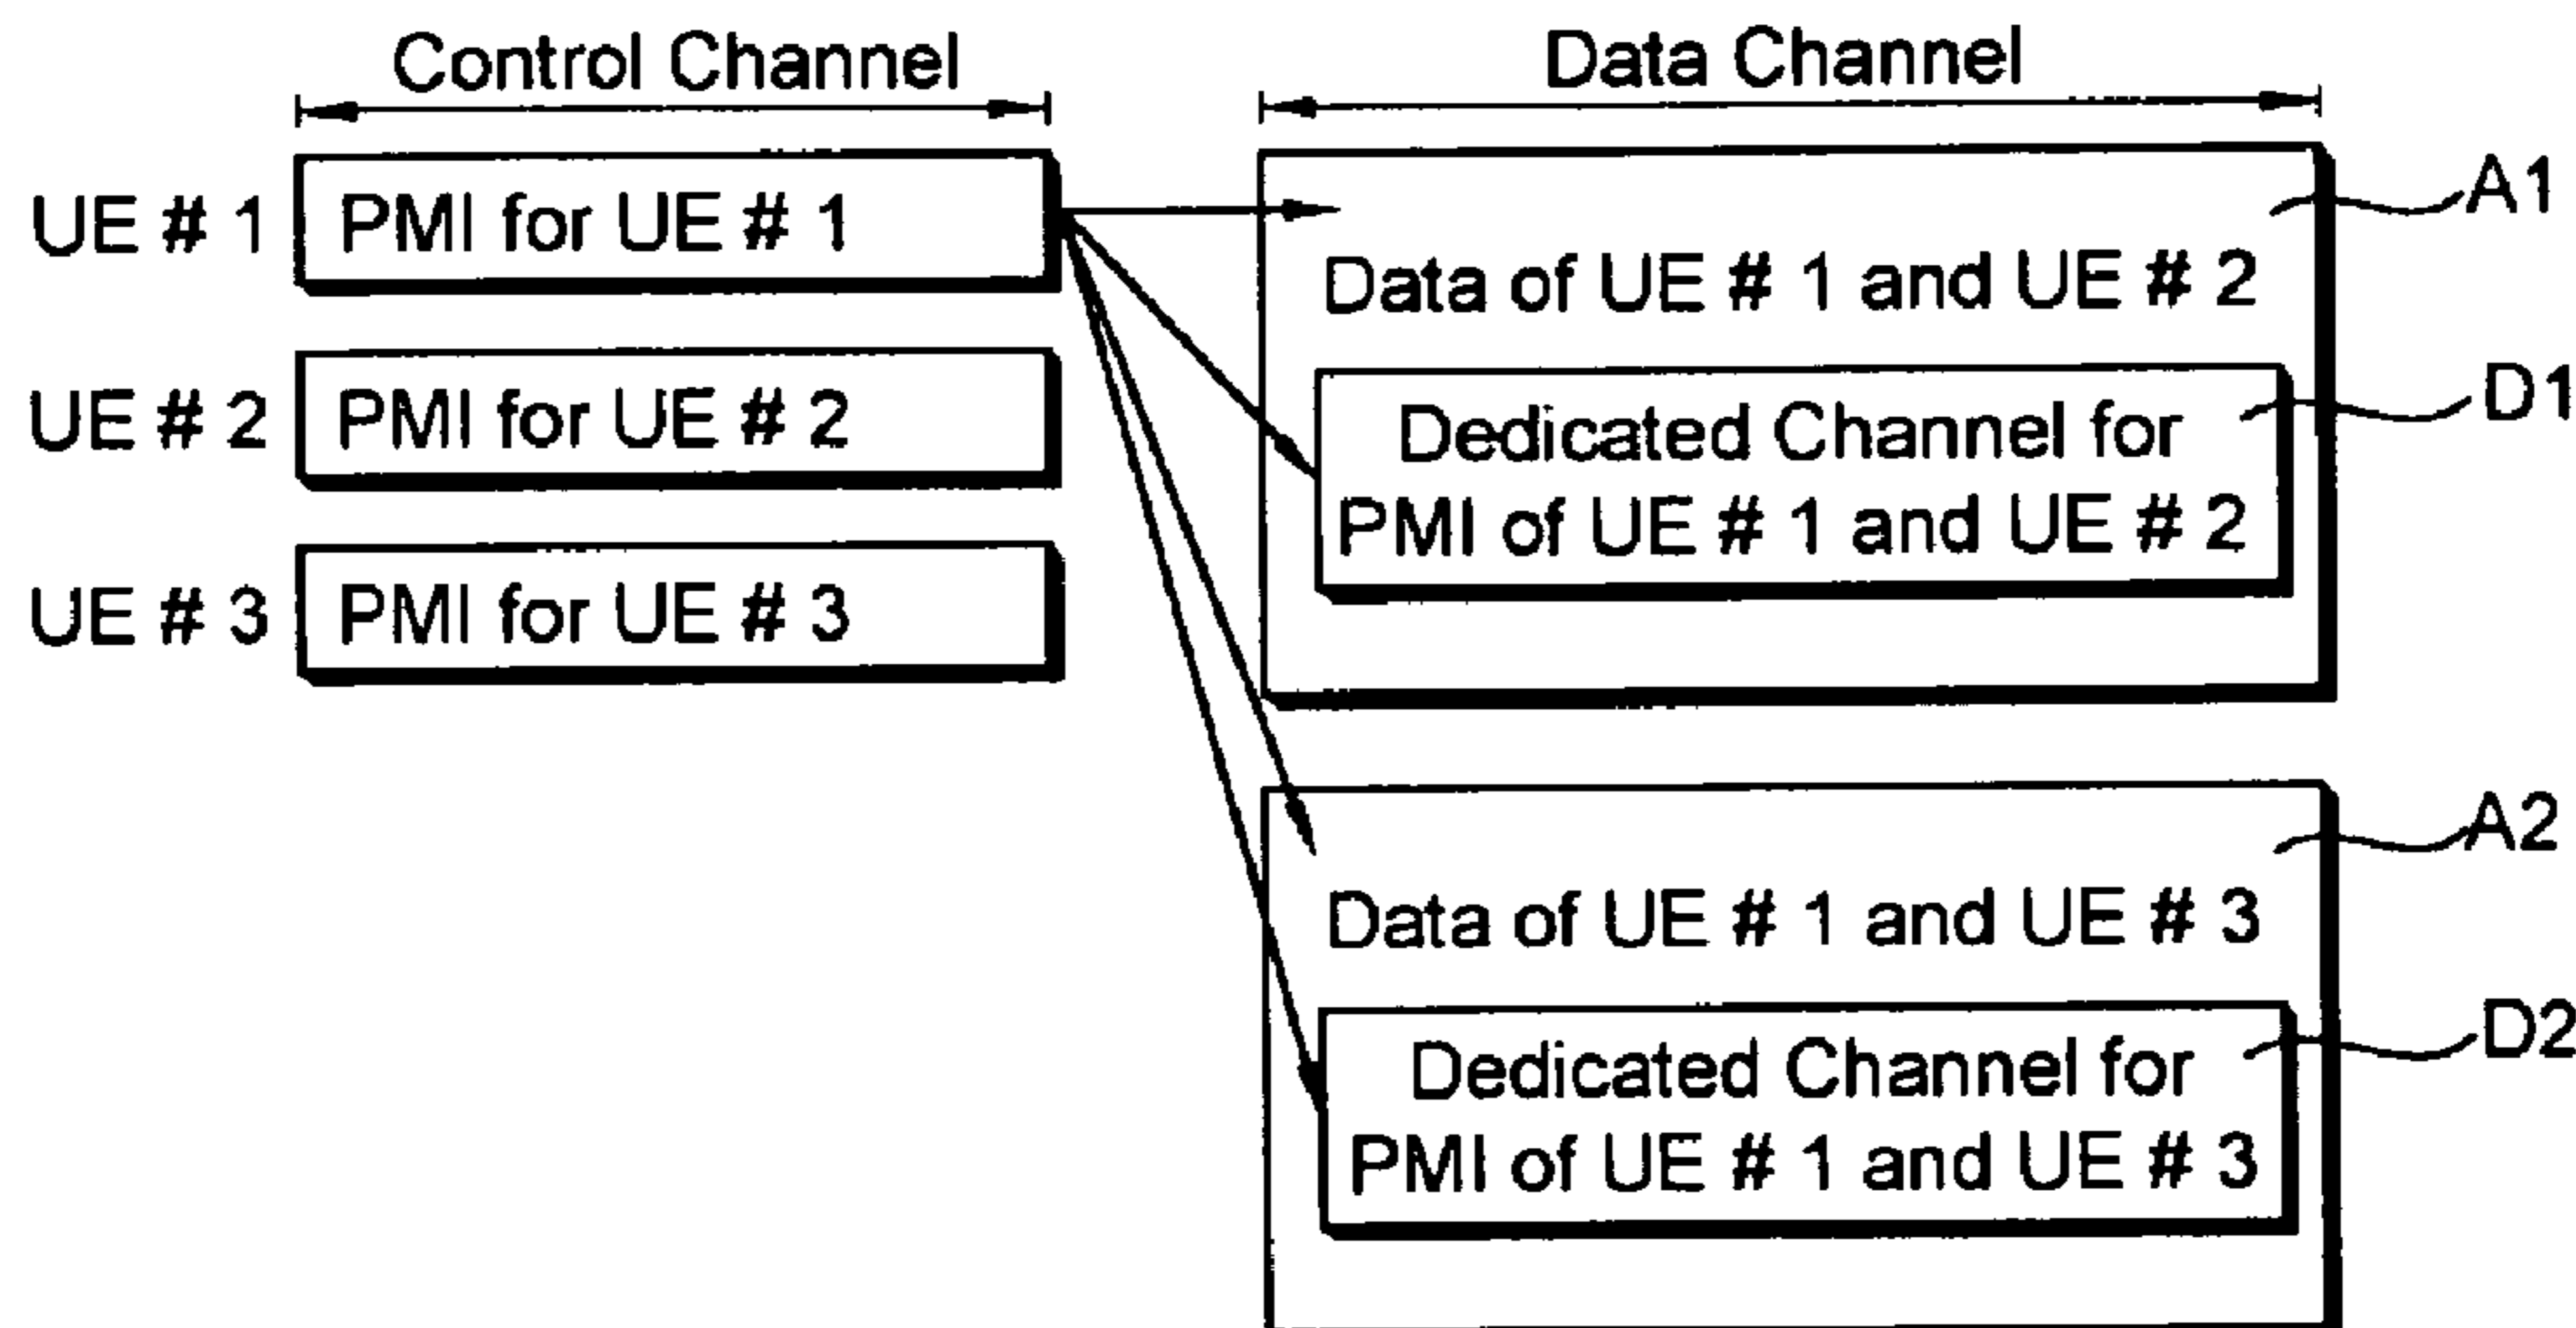 Control Channel
Data Channel
UE # 1
PMI for UE # 1
UE # 2
PMI for UE # 2
UE # 3
PMI for UE # 3
Data of UE # 1 and UE # 2
A1
Dedicated Channel for
PMI of UE # 1 and UE # 2
D1
Data of UE # 1 and UE # 3
A2
Dedicated Channel for
PMI of UE # 1 and UE # 3
D2